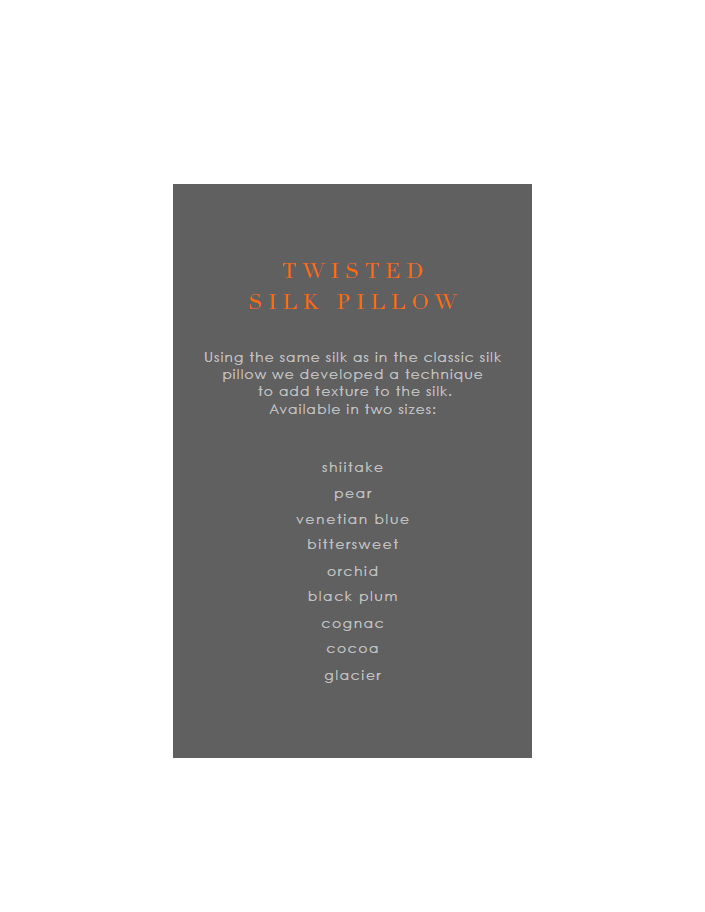 TWISTED
SILK PILLOW
Using the same silk as in the classic silk
pillow we developed a technique
to add texture to the silk.
Available in two sizes:
shiitake
pear
venetian blue
bittersweet
orchid
black plum
cognac
cocoa
glacier